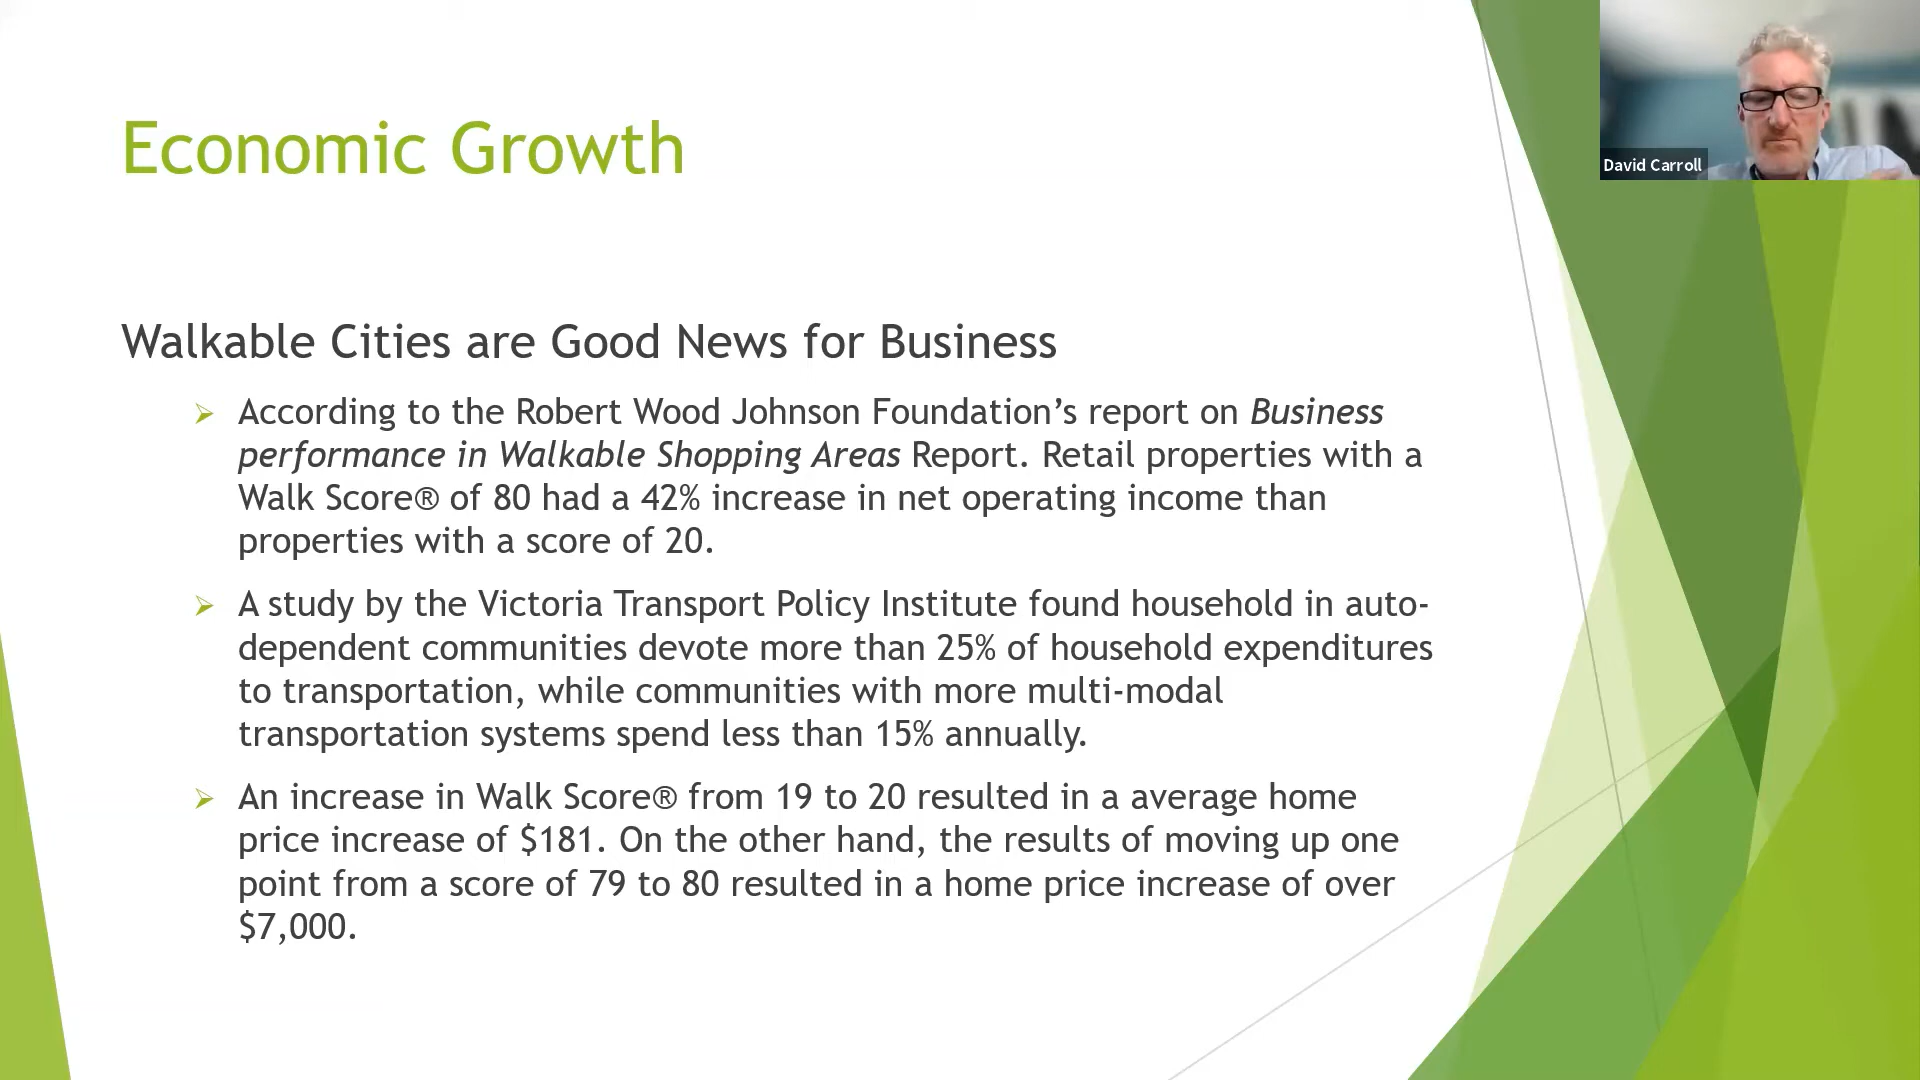 Economic Growth
David Carroll
Walkable Cities are Good News for Business
According to the Robert Wood Johnson Foundation’s report on Business
performance in Walkable Shopping Areas Report. Retail properties with a
Walk Score® of 80 had a 42% increase in net operating income than
properties with a score of 20.
A study by the Victoria Transport Policy Institute found household in auto-
dependent communities devote more than 25% of household expenditures
to transportation, while communities with more multi-modal
transportation systems spend less than 15% annually.
An increase in Walk Score® from 19 to 20 resulted in a average home
price increase of $181. On the other hand, the results of moving up one
point from a score of 79 to 80 resulted in a home price increase of over
$7,000.